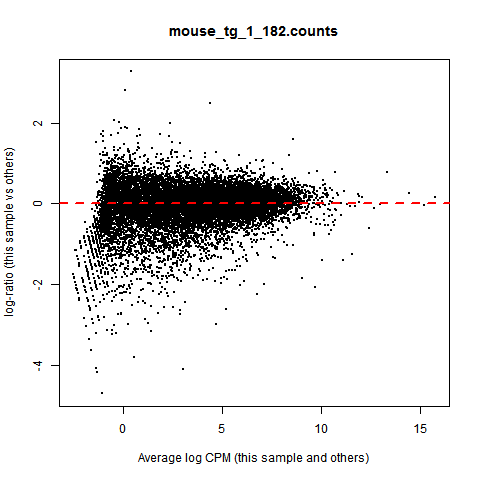 mouse_tg_1_182.counts
log-ratio (this sample vs others)
2
0
-2
-4
0 5 10 15
Average log CPM (this sample and others)